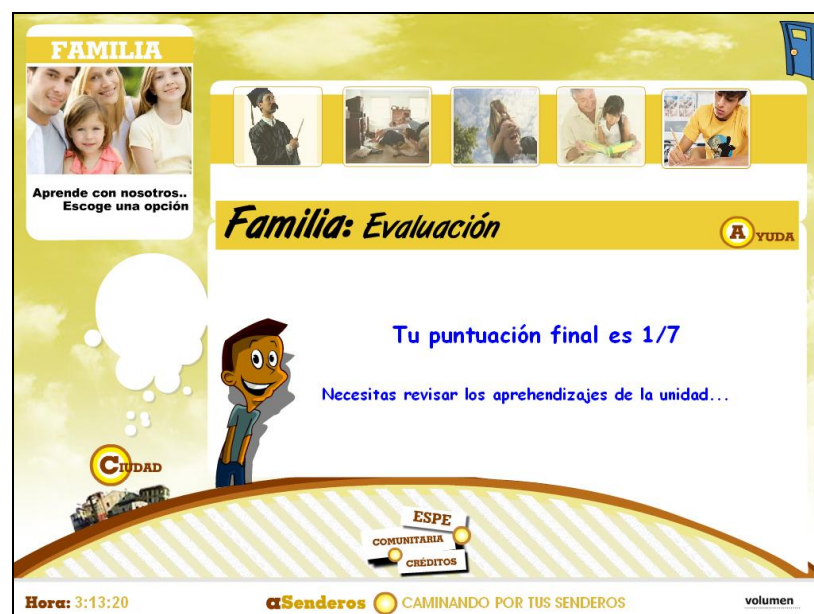 FAMILIA
Aprende con nosotros..
Escoge una opción
Familia: Evaluación
AYUDA
Tu puntuación final es 1/7
Necesitas revisar los aprehendizajes de la unidad...
CIUDAD
ESPE
COMUNITARIA
CRÉDITOS
Hora: 3:13:20
aSenderos CAMINANDO POR TUS SENDEROS
volumen